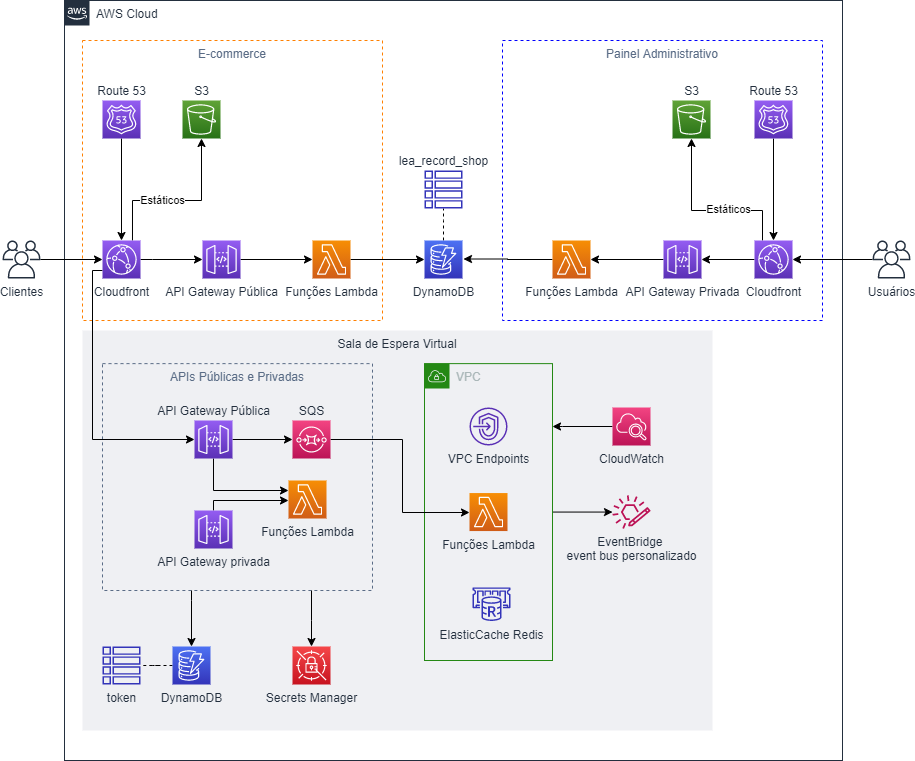 aws
AWS Cloud
E-commerce
Route 53
S3
53
Estáticos
Clientes
Cloudfront
API Gateway Pública
Funções Lambda
lea_record_shop
DynamoDB
Painel Administrativo
S3
Route 53
53
Estáticos
Funções Lambda
API Gateway Privada
Cloudfront
Usuários
Sala de Espera Virtual
APIs Públicas e Privadas
API Gateway Pública
SQS
Funções Lambda
API Gateway privada
VPC
VPC Endpoints
Funções Lambda
R
ElasticCache Redis
CloudWatch
EventBridge
event bus personalizado
token
DynamoDB
Secrets Manager